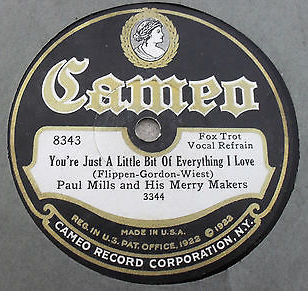 Cameo
8343
Fox Trot
Vocal Refrain
You're Just A Little Bit Of Everything I Love
(Flippen-Gordon-Wiest)
Paul Mills and His Merry Makers
3344
MADE IN U.S.A.
REG. IN U.S. PAT. OFFICE, 1922 © 1922
CAMEO RECORD CORPORATION, N.Y.